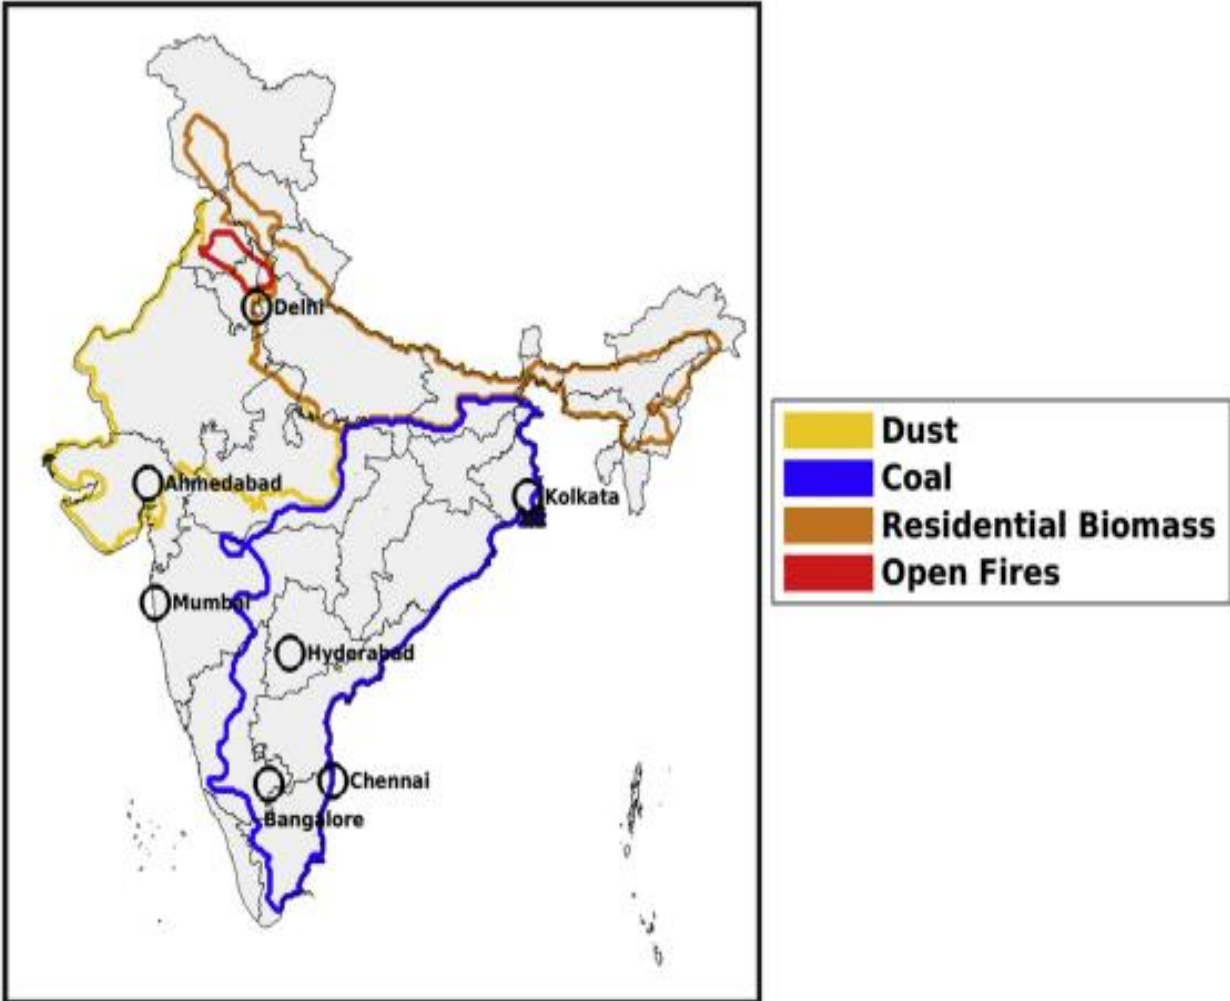 Delhi
Ahmedabad
Kolkata
Mumbai
Hyderabad
Chennai
Bangalore
Dust
Coal
Residential Biomass
Open Fires